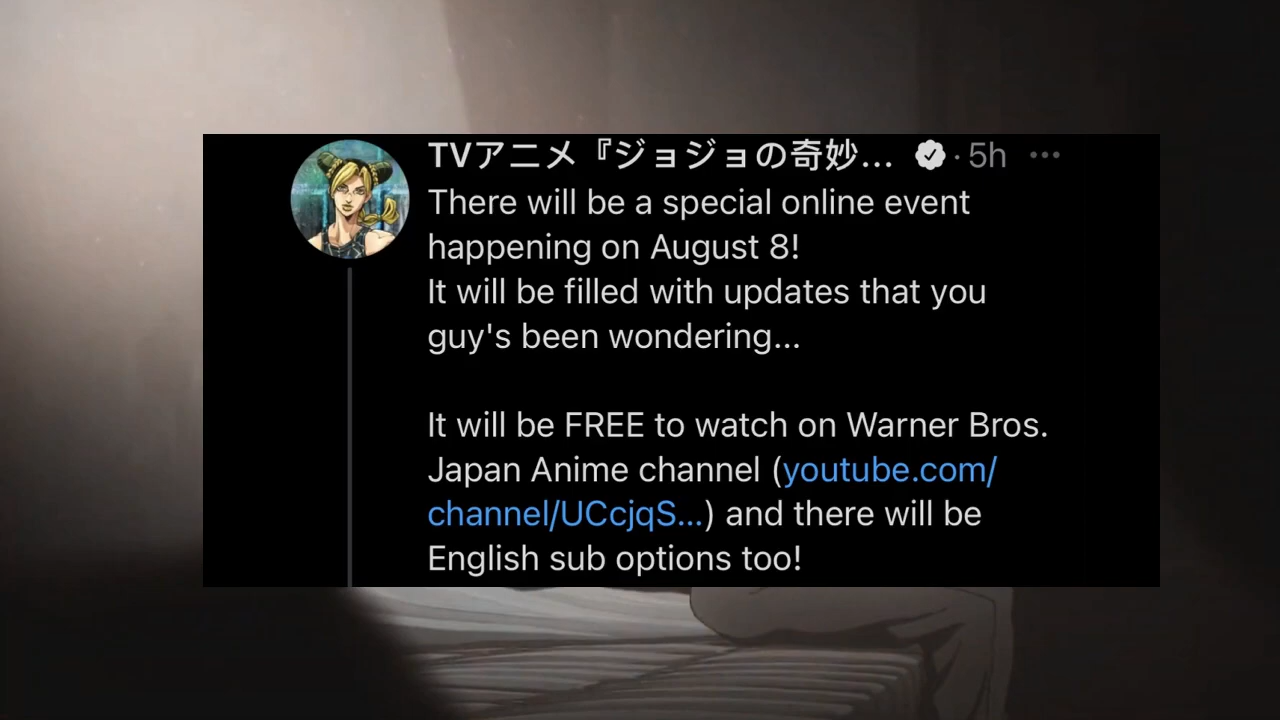 TVアニメ『ジョジョの奇妙... · 5h ...
There will be a special online event
happening on August 8!
It will be filled with updates that you
guy's been wondering...
It will be FREE to watch on Warner Bros.
Japan Anime channel (youtube.com/
channel/UCcjqS...) and there will be
English sub options too!